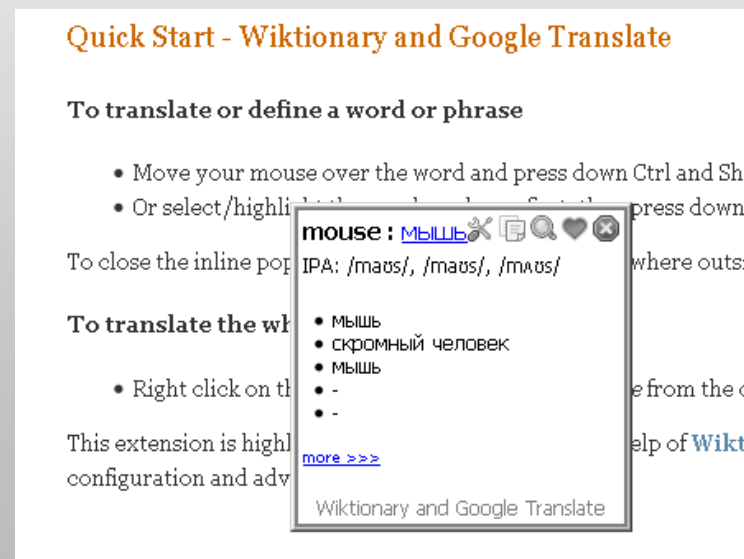 Quick Start - Wiktionary and Google Translate
To translate or define a word or phrase
• Move your mouse over the word and press down Ctrl and Sh
• Or select/highli press down
To close the inline pop where outs
To translate the wh
• Right click on th from the
This extension is highl elp of Wikt
configuration and adv
mouse : мышь
IPA: /maʊs/, /maʊs/, /mʌʊs/
• мышь
• скромный человек
• мышь
• -
• -
more >>>
Wiktionary and Google Translate